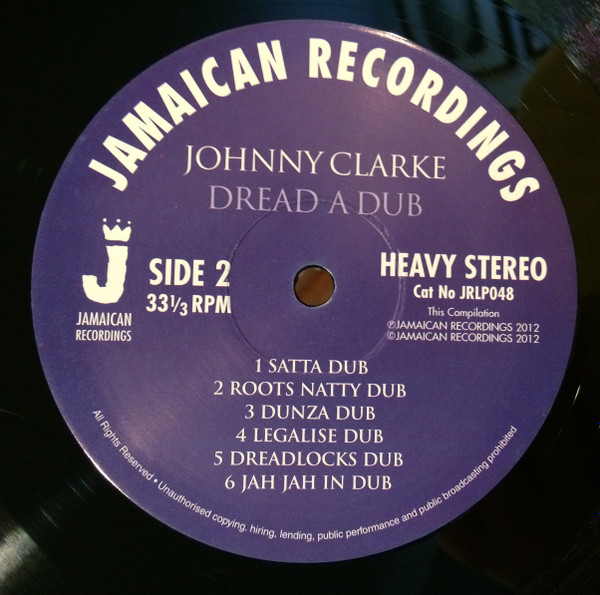 JAMAICAN RECORDINGS
JOHNNY CLARKE
DREAD A DUB
J
JAMAICAN
RECORDINGS
SIDE 2
33⅓ RPM
HEAVY STEREO
Cat No JRLP048
This Compilation
℗JAMAICAN RECORDINGS 2012
©JAMAICAN RECORDINGS 2012
1 SATTA DUB
2 ROOTS NATTY DUB
3 DUNZA DUB
4 LEGALISE DUB
5 DREADLOCKS DUB
6 JAH JAH IN DUB
All Rights Reserved • Unauthorised copying, hiring, lending, public performance and public broadcasting prohibited